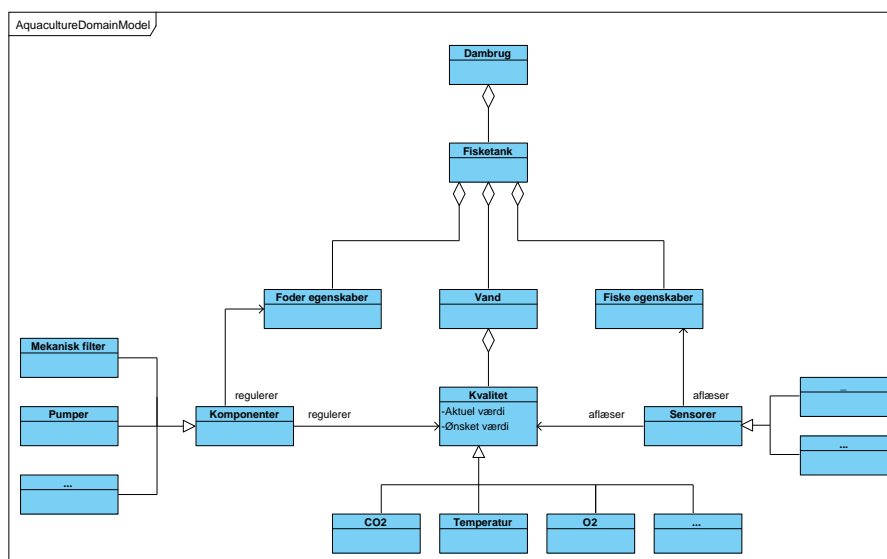 AquacultureDomainModel
Dambrug
Fisketank
Foder egenskaber
Vand
Fiske egenskaber
Mekanisk filter
regulerer
Kvalitet
-Aktuel værdi
-Ønsket værdi
aflæser
...
Pumper
Komponenter
regulerer
aflæser
Sensorer
...
...
CO2
Temperatur
O2
...